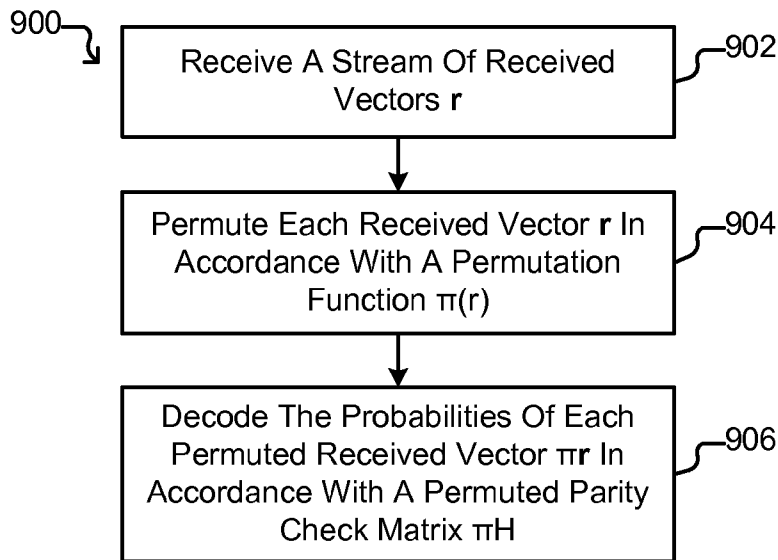 900
Receive A Stream Of Received
Vectors r
902
Permute Each Received Vector r In
Accordance With A Permutation
Function π(r)
904
Decode The Probabilities Of Each
Permuted Received Vector πr In
Accordance With A Permuted Parity
Check Matrix πH
906